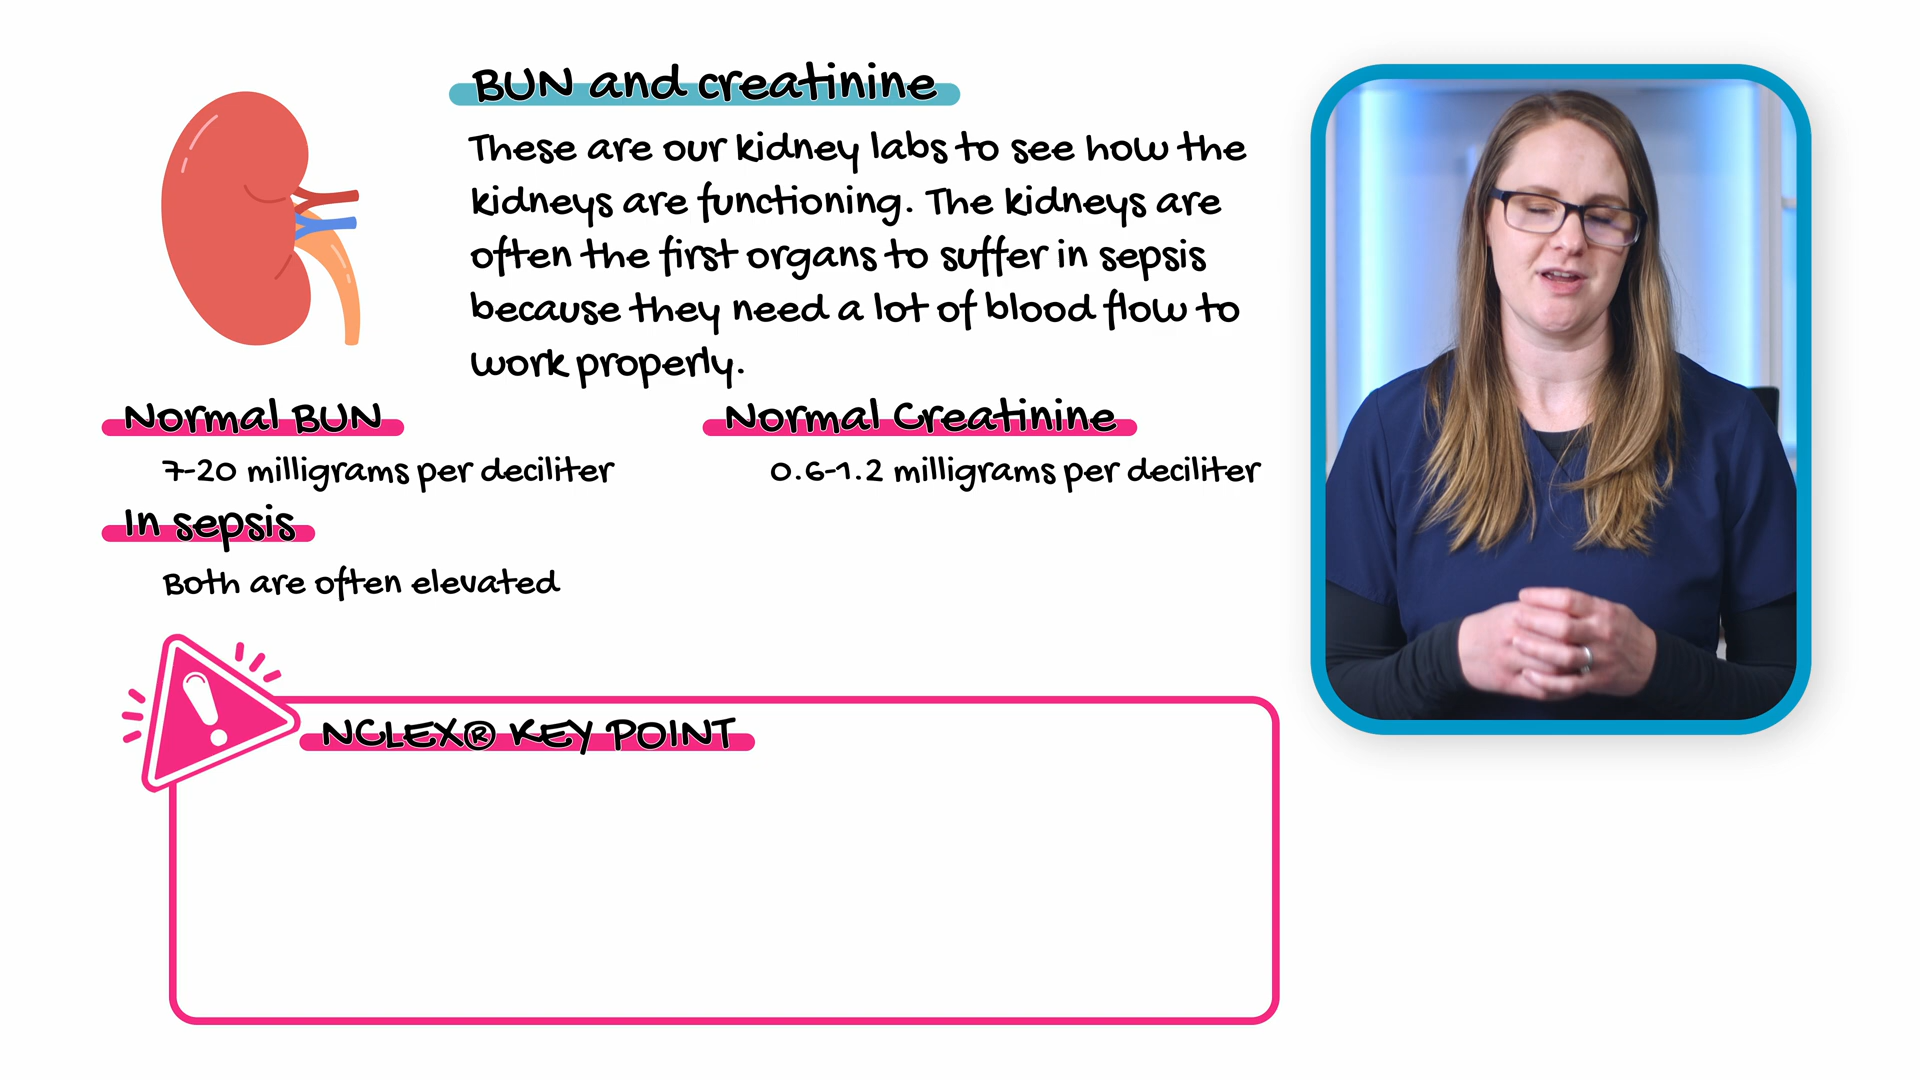 BUN and creatinine
These are our kidney labs to see how the
kidneys are functioning. The kidneys are
often the first organs to suffer in sepsis
because they need a lot of blood flow to
work properly.
Normal BUN
7-20 milligrams per deciliter
Normal Creatinine
0.6-1.2 milligrams per deciliter
In sepsis
Both are often elevated
NCLEX® KEY POINT